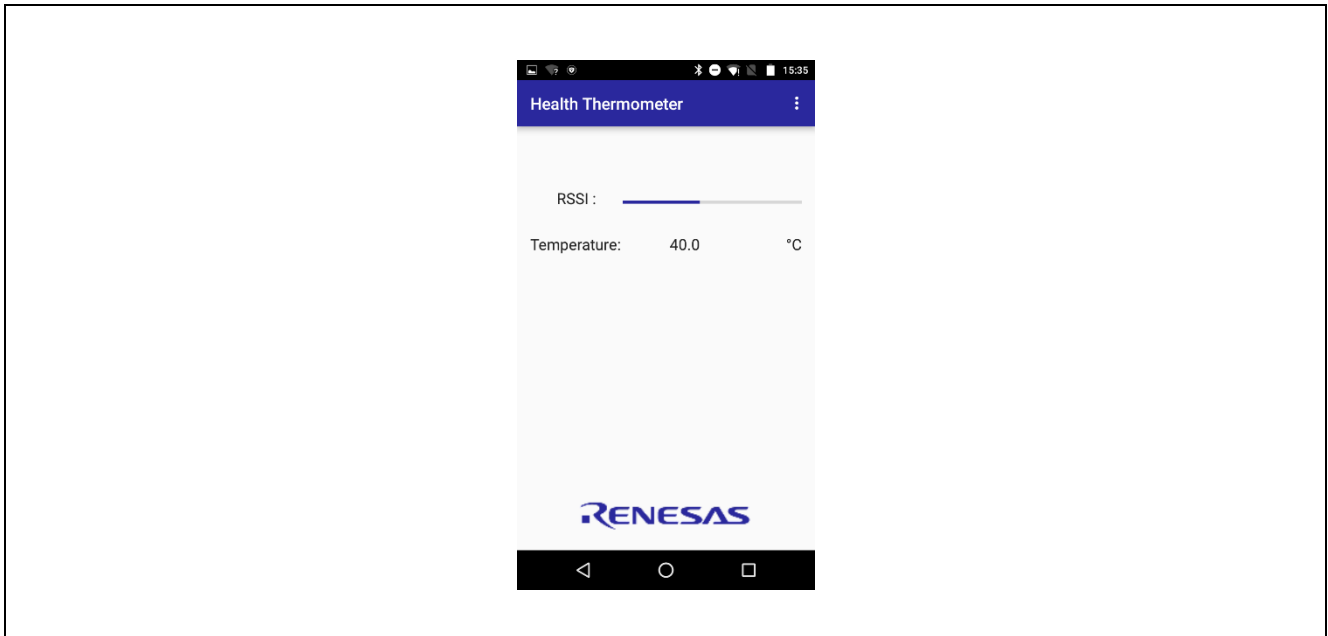 15:35
Health Thermometer
RSSI :
Temperature: 40.0 °C
RENESAS